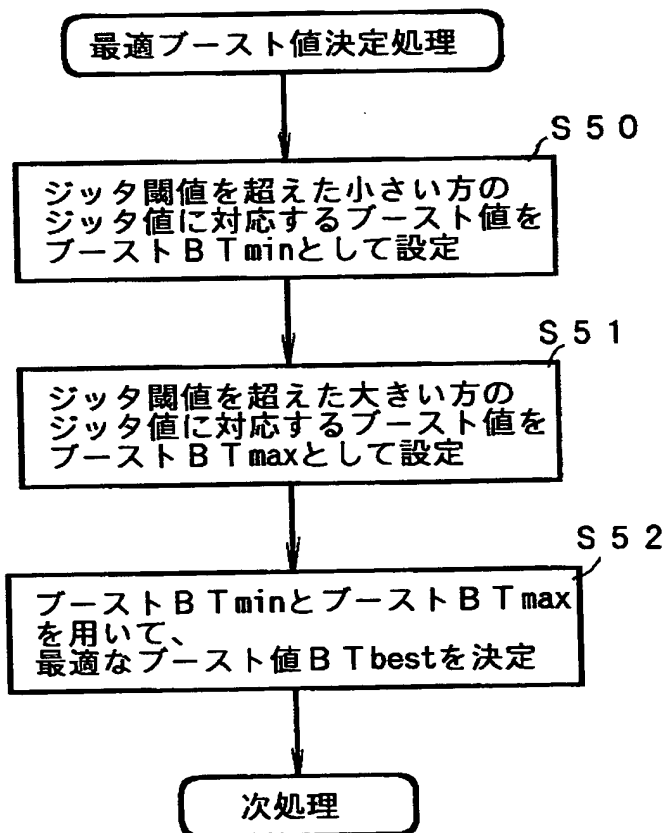 最適ブースト値決定処理
S50
ジッタ閾値を超えた小さい方の
ジッタ値に対応するブースト値を
ブーストBTminとして設定
S51
ジッタ閾値を超えた大きい方の
ジッタ値に対応するブースト値を
ブーストBTmaxとして設定
S52
ブーストBTminとブーストBTmax
を用いて、
最適なブースト値BTbestを決定
次処理